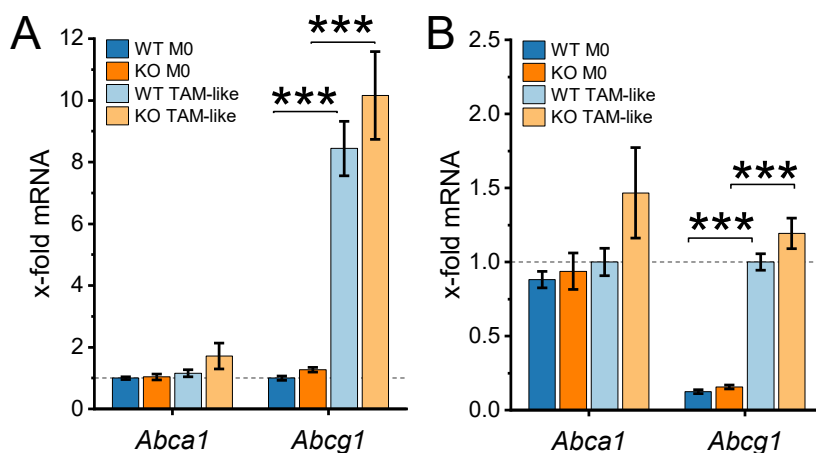 A
x-fold mRNA
12
10
8
6
4
2
0
WT M0
KO M0
WT TAM-like
KO TAM-like
***
***
Abca1
Abcg1
B
x-fold mRNA
2.5
2.0
1.5
1.0
0.5
0.0
WT M0
KO M0
WT TAM-like
KO TAM-like
***
***
Abca1
Abcg1